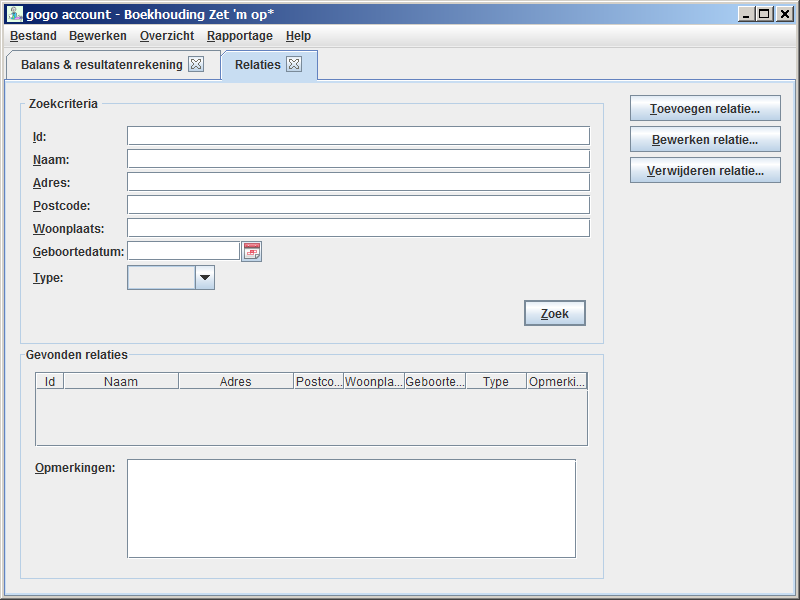 gogo account - Boekhouding Zet 'm op*
Bestand Bewerken Overzicht Rapportage Help
Balans & resultatenrekening Relaties
Zoekcriteria
Id:
Naam:
Adres:
Postcode:
Woonplaats:
Geboortedatum:
Type:
Zoek
Toevoegen relatie...
Bewerken relatie...
Verwijderen relatie...
Gevonden relaties
Id Naam Adres Postco... Woonpla... Geboorte... Type Opmerki...
Opmerkingen: